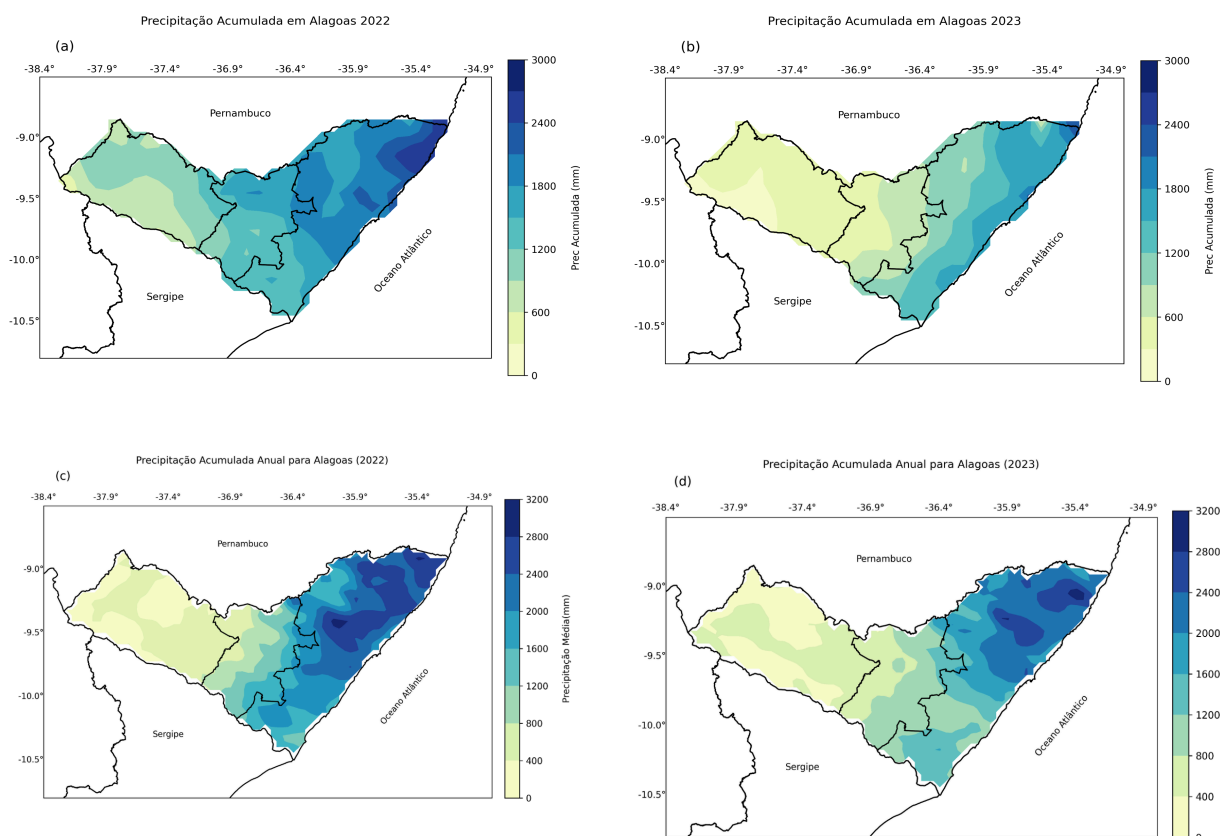 Precipitação Acumulada em Alagoas 2022
(a)
-38.4° -37.9° -37.4° -36.9° -36.4° -35.9° -35.4° -34.9°
-9.0°
-9.5°
-10.0°
-10.5°
Pernambuco
Sergipe
Oceano Atlântico
3000
2400
1800
1200
600
0
Prec Acumulada (mm)
Precipitação Acumulada em Alagoas 2023
(b)
-38.4° -37.9° -37.4° -36.9° -36.4° -35.9° -35.4° -34.9°
-9.0°
-9.5°
-10.0°
-10.5°
Pernambuco
Sergipe
Oceano Atlântico
3000
2400
1800
1200
600
0
Prec Acumulada (mm)
Precipitação Acumulada Anual para Alagoas (2022)
(c)
-38.4° -37.9° -37.4° -36.9° -36.4° -35.9° -35.4° -34.9°
-9.0°
-9.5°
-10.0°
-10.5°
Pernambuco
Sergipe
Oceano Atlântico
3200
2800
2400
2000
1600
1200
800
400
0
Precipitação Média(mm)
Precipitação Acumulada Anual para Alagoas (2023)
(d)
-38.4° -37.9° -37.4° -36.9° -36.4° -35.9° -35.4° -34.9°
-9.0°
-9.5°
-10.0°
-10.5°
Pernambuco
Sergipe
Oceano Atlântico
3200
2800
2400
2000
1600
1200
800
400